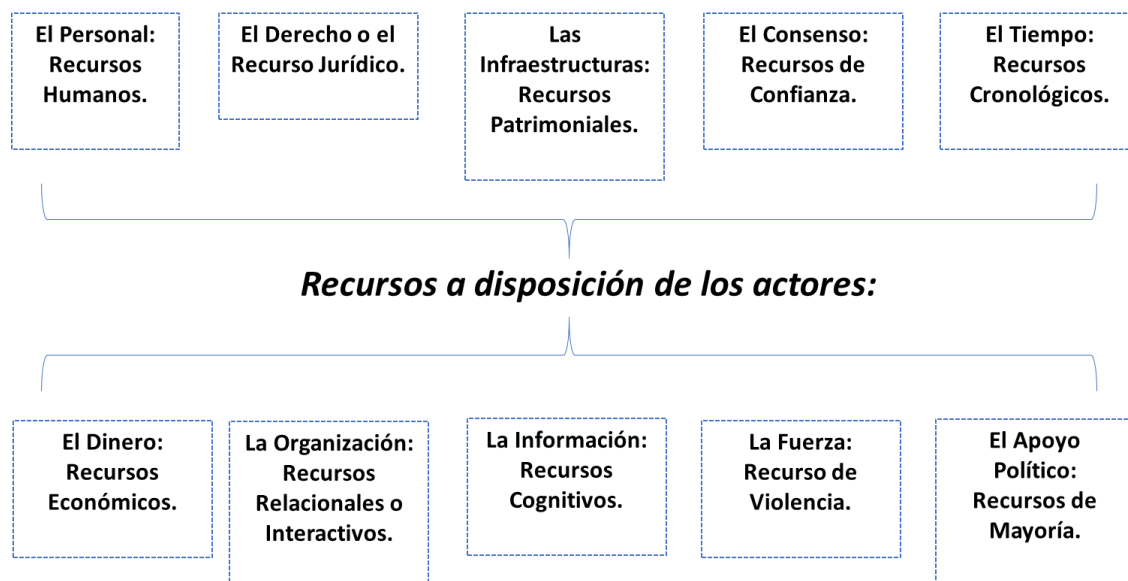 El Personal:
Recursos
Humanos.
El Derecho o el
Recurso Jurídico.
Las
Infraestructuras:
Recursos
Patrimoniales.
El Consenso:
Recursos de
Confianza.
El Tiempo:
Recursos
Cronológicos.
Recursos a disposición de los actores:
El Dinero:
Recursos
Económicos.
La Organización:
Recursos
Relacionales o
Interactivos.
La Información:
Recursos
Cognitivos.
La Fuerza:
Recurso de
Violencia.
El Apoyo
Político:
Recursos de
Mayoría.